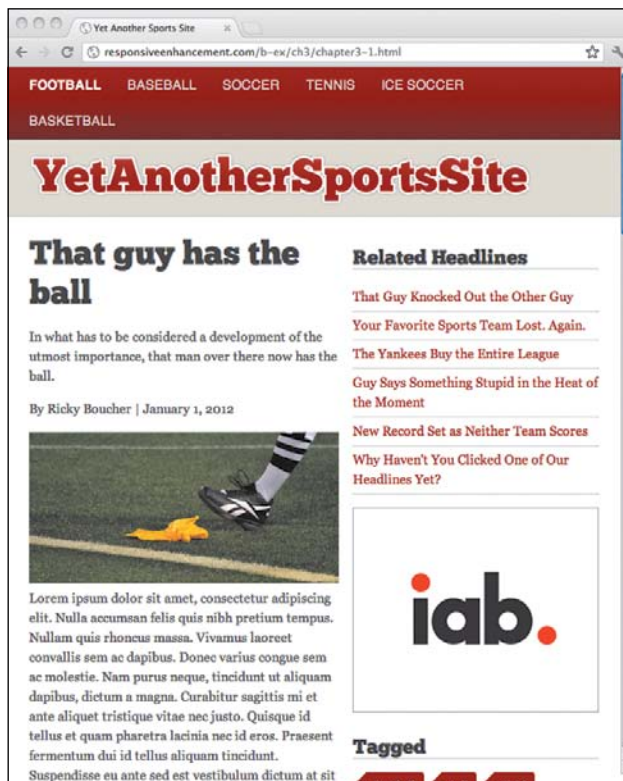 Yet Another Sports Site
responsiveenhancement.com/b-ex/ch3/chapter3-1.html
FOOTBALL BASEBALL SOCCER TENNIS ICE SOCCER
BASKETBALL
YetAnotherSportsSite
That guy has the
ball
In what has to be considered a development of the
utmost importance, that man over there now has the
ball.
By Ricky Boucher | January 1, 2012
Lorem ipsum dolor sit amet, consectetur adipiscing
elit. Nulla accumsan felis quis nibh pretium tempus.
Nullam quis rhoncus massa. Vivamus laoreet
convallis sem ac dapibus. Donec varius congue sem
ac molestie. Nam purus neque, tincidunt ut aliquam
dapibus, dictum a magna. Curabitur sagittis mi et
ante aliquet tristique vitae nec justo. Quisque id
tellus et quam pharetra lacinia nec id eros. Praesent
fermentum dui id tellus aliquam tincidunt.
Suspendisse eu ante sed est vestibulum dictum at sit
Related Headlines
That Guy Knocked Out the Other Guy
Your Favorite Sports Team Lost. Again.
The Yankees Buy the Entire League
Guy Says Something Stupid in the Heat of
the Moment
New Record Set as Neither Team Scores
Why Haven't You Clicked One of Our
Headlines Yet?
iab.
Tagged